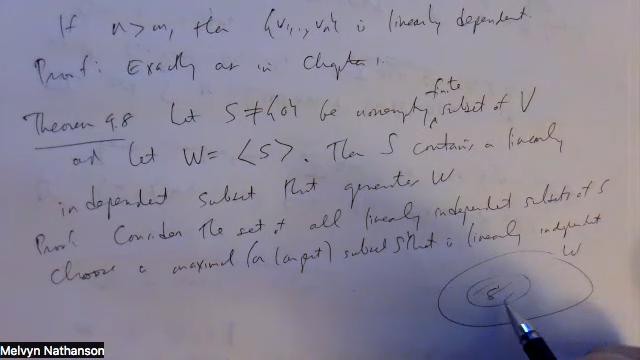 If n > m, then {v1, ..., vn} is linearly dependent.
Proof: Exactly as in Chapter 1.
Theorem 9.8 Let S ≠ {0} be nonempty finite subset of V
and let W = <S>. Then S contains a linearly
independent subset that generates W.
Proof. Consider the set of all linearly independent subsets of S
Choose a maximal (or largest) subset S' that is linearly independent
W
S'
Melvyn Nathanson